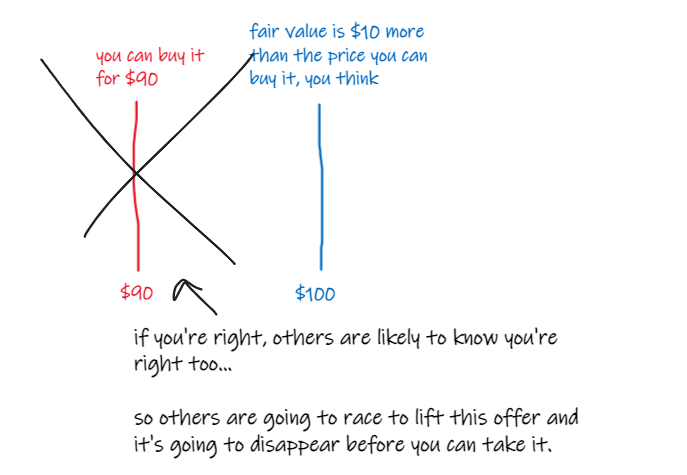 you can buy it
for $90
fair value is $10 more
than the price you can
buy it, you think
$90
$100
if you're right, others are likely to know you're
right too...
so others are going to race to lift this offer and
it's going to disappear before you can take it.